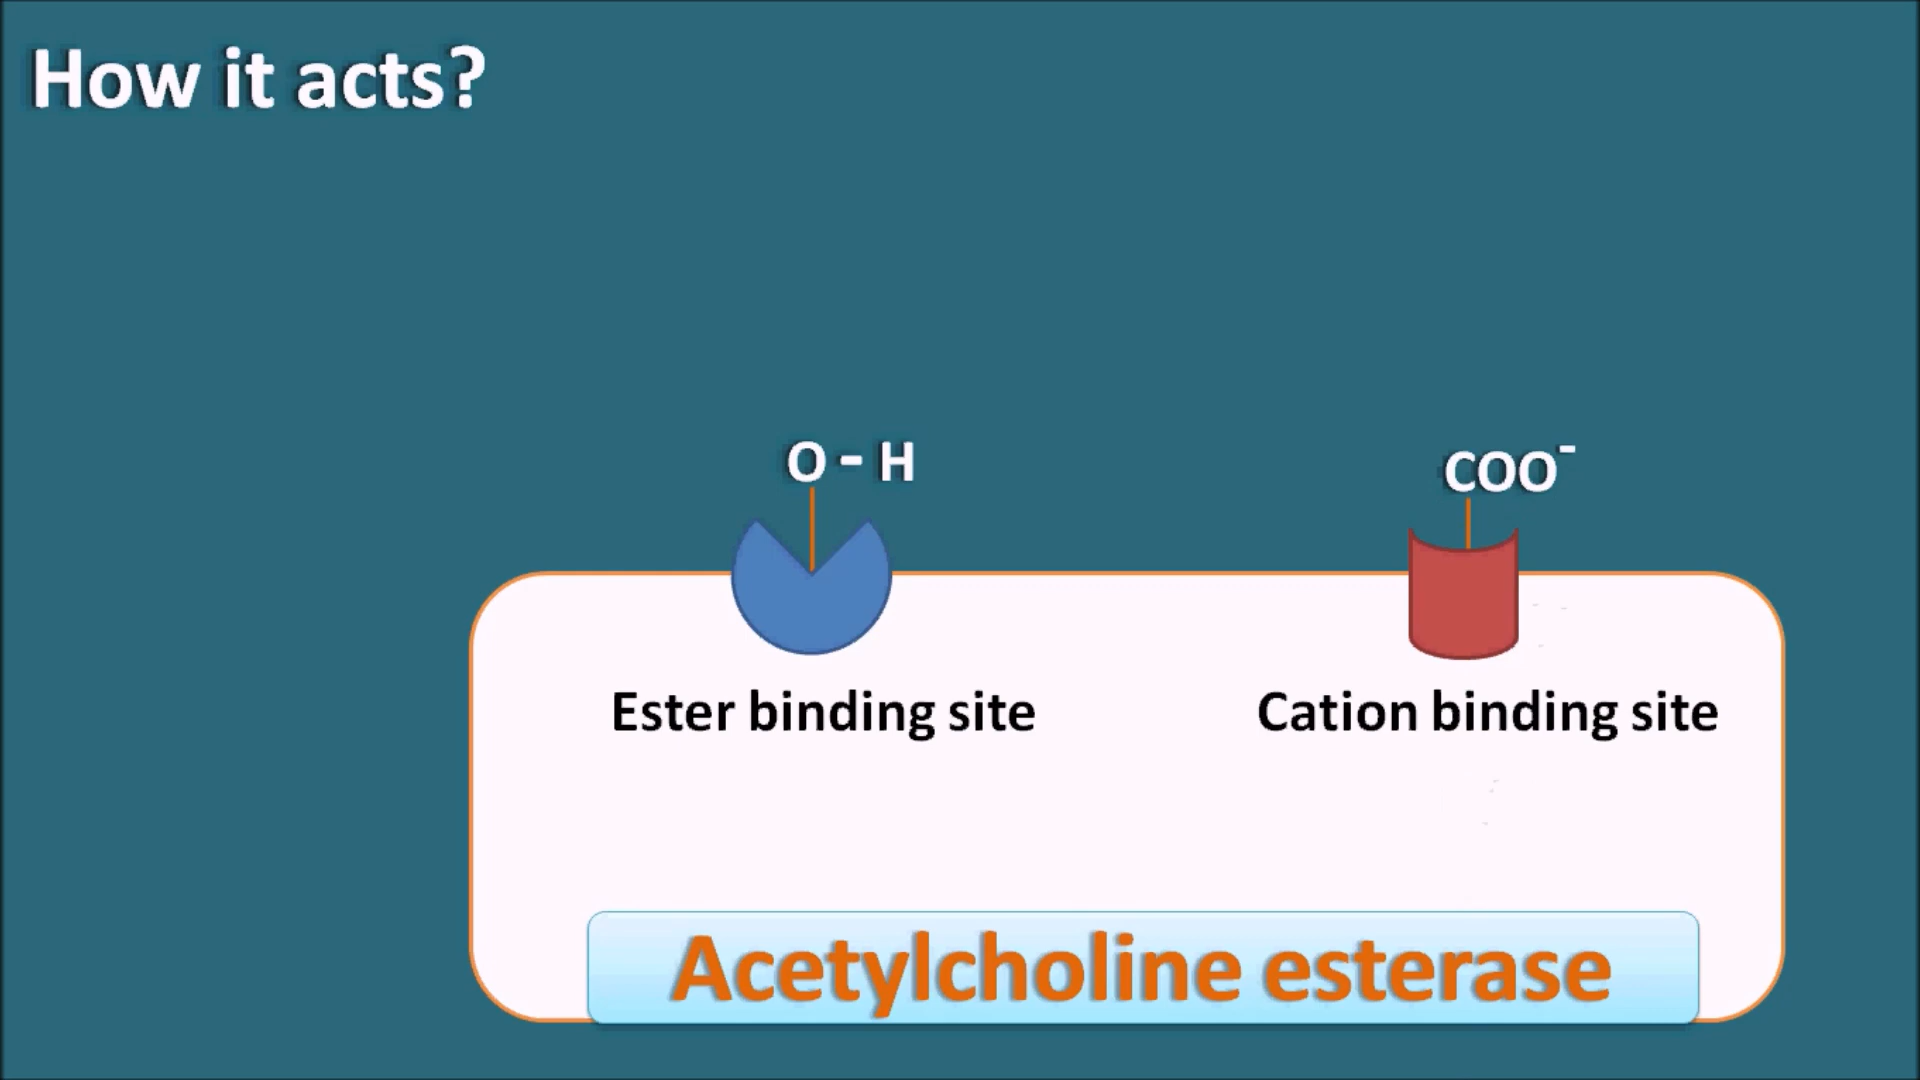 How it acts?
O - H
COO⁻
Ester binding site
Cation binding site
Acetylcholine esterase